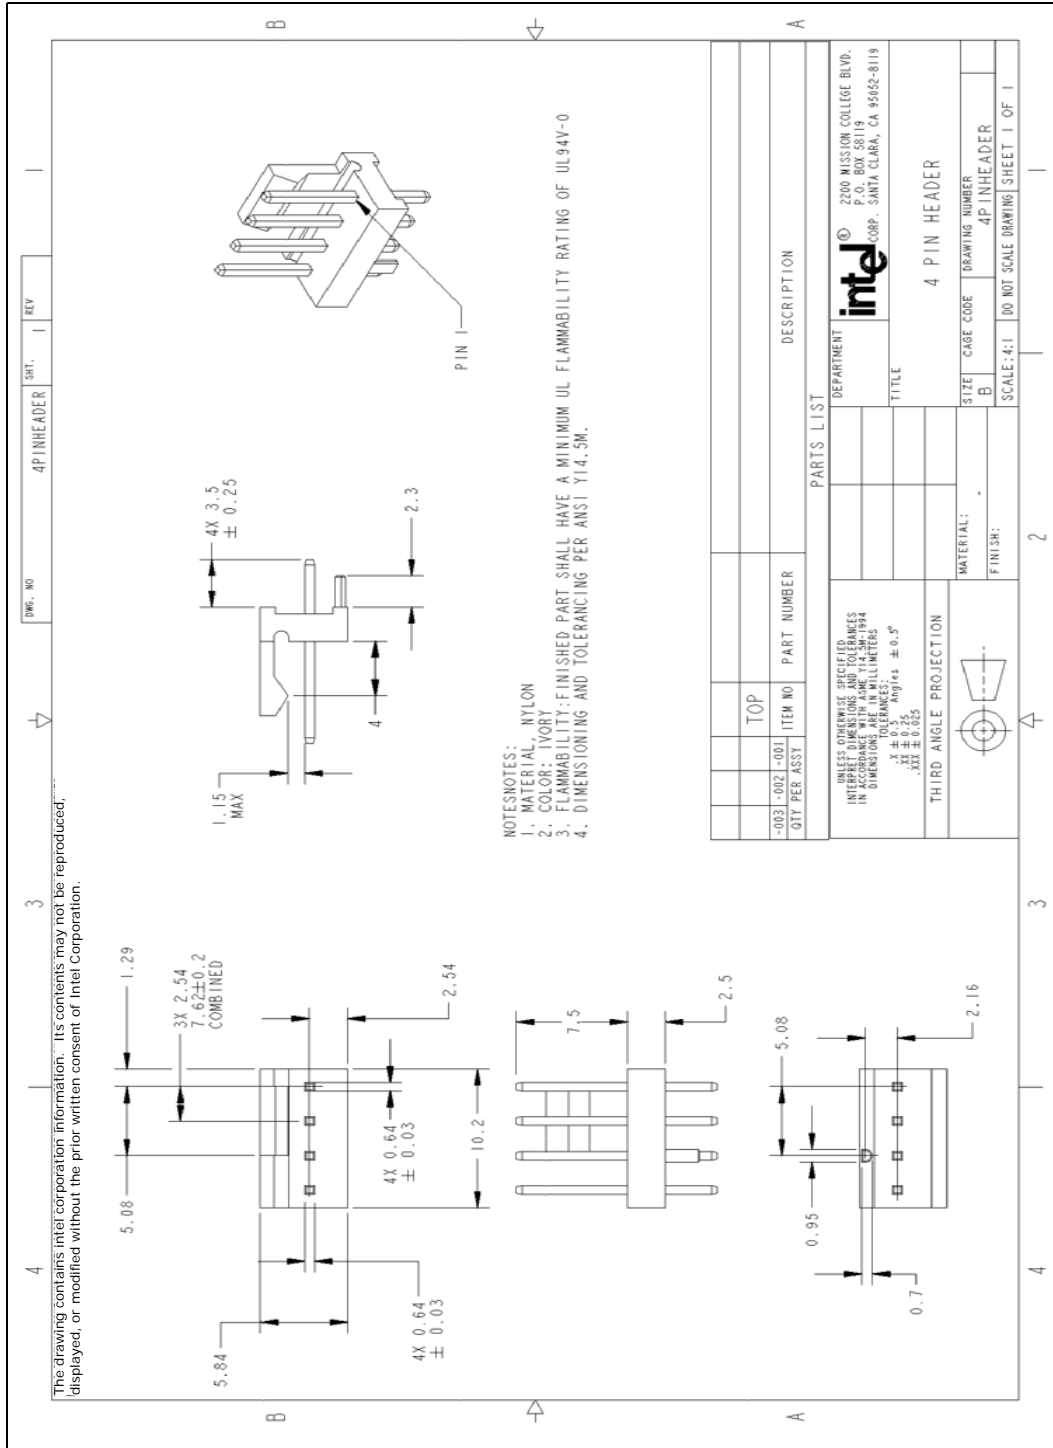 The drawing contains intel corporation information. Its contents may not be reproduced,
displayed, or modified without the prior written consent of Intel Corporation.
4
3
DWG. NO
4PINHEADER
SHT.
1
REV
1
B
B
5.08
1.29
3X 2.54
7.62±0.2
COMBINED
2.54
5.84
4X 0.64
± 0.03
4X 0.64
± 0.03
10.2
7.5
2.5
5.08
0.95
0.7
2.16
1.15
MAX
4
4X 3.5
± 0.25
2.3
PIN 1
NOTESNOTES:
1. MATERIAL, NYLON
2. COLOR: IVORY
3. FLAMMABILITY:FINISHED PART SHALL HAVE A MINIMUM UL FLAMMABILITY RATING OF UL94V-0
4. DIMENSIONING AND TOLERANCING PER ANSI Y14.5M.
A
A
TOP
-003
-002
-001
QTY PER ASSY
ITEM NO
PART NUMBER
DESCRIPTION
PARTS LIST
UNLESS OTHERWISE SPECIFIED
INTERPRET DIMENSIONS AND TOLERANCES
IN ACCORDANCE WITH ASME Y14.5M-1994
DIMENSIONS ARE IN MILLIMETERS
TOLERANCES:
.X ± 0.5 Angles ± 0.5°
.XX ± 0.25
.XXX ± 0.025
THIRD ANGLE PROJECTION
MATERIAL:
-
FINISH:
DEPARTMENT
intel®
CORP.
2200 MISSION COLLEGE BLVD.
P.O. BOX 58119
SANTA CLARA, CA 95052-8119
TITLE
4 PIN HEADER
SIZE
B
CAGE CODE
DRAWING NUMBER
4PINHEADER
SCALE:4:1
DO NOT SCALE DRAWING
SHEET 1 OF 1
4
3
2